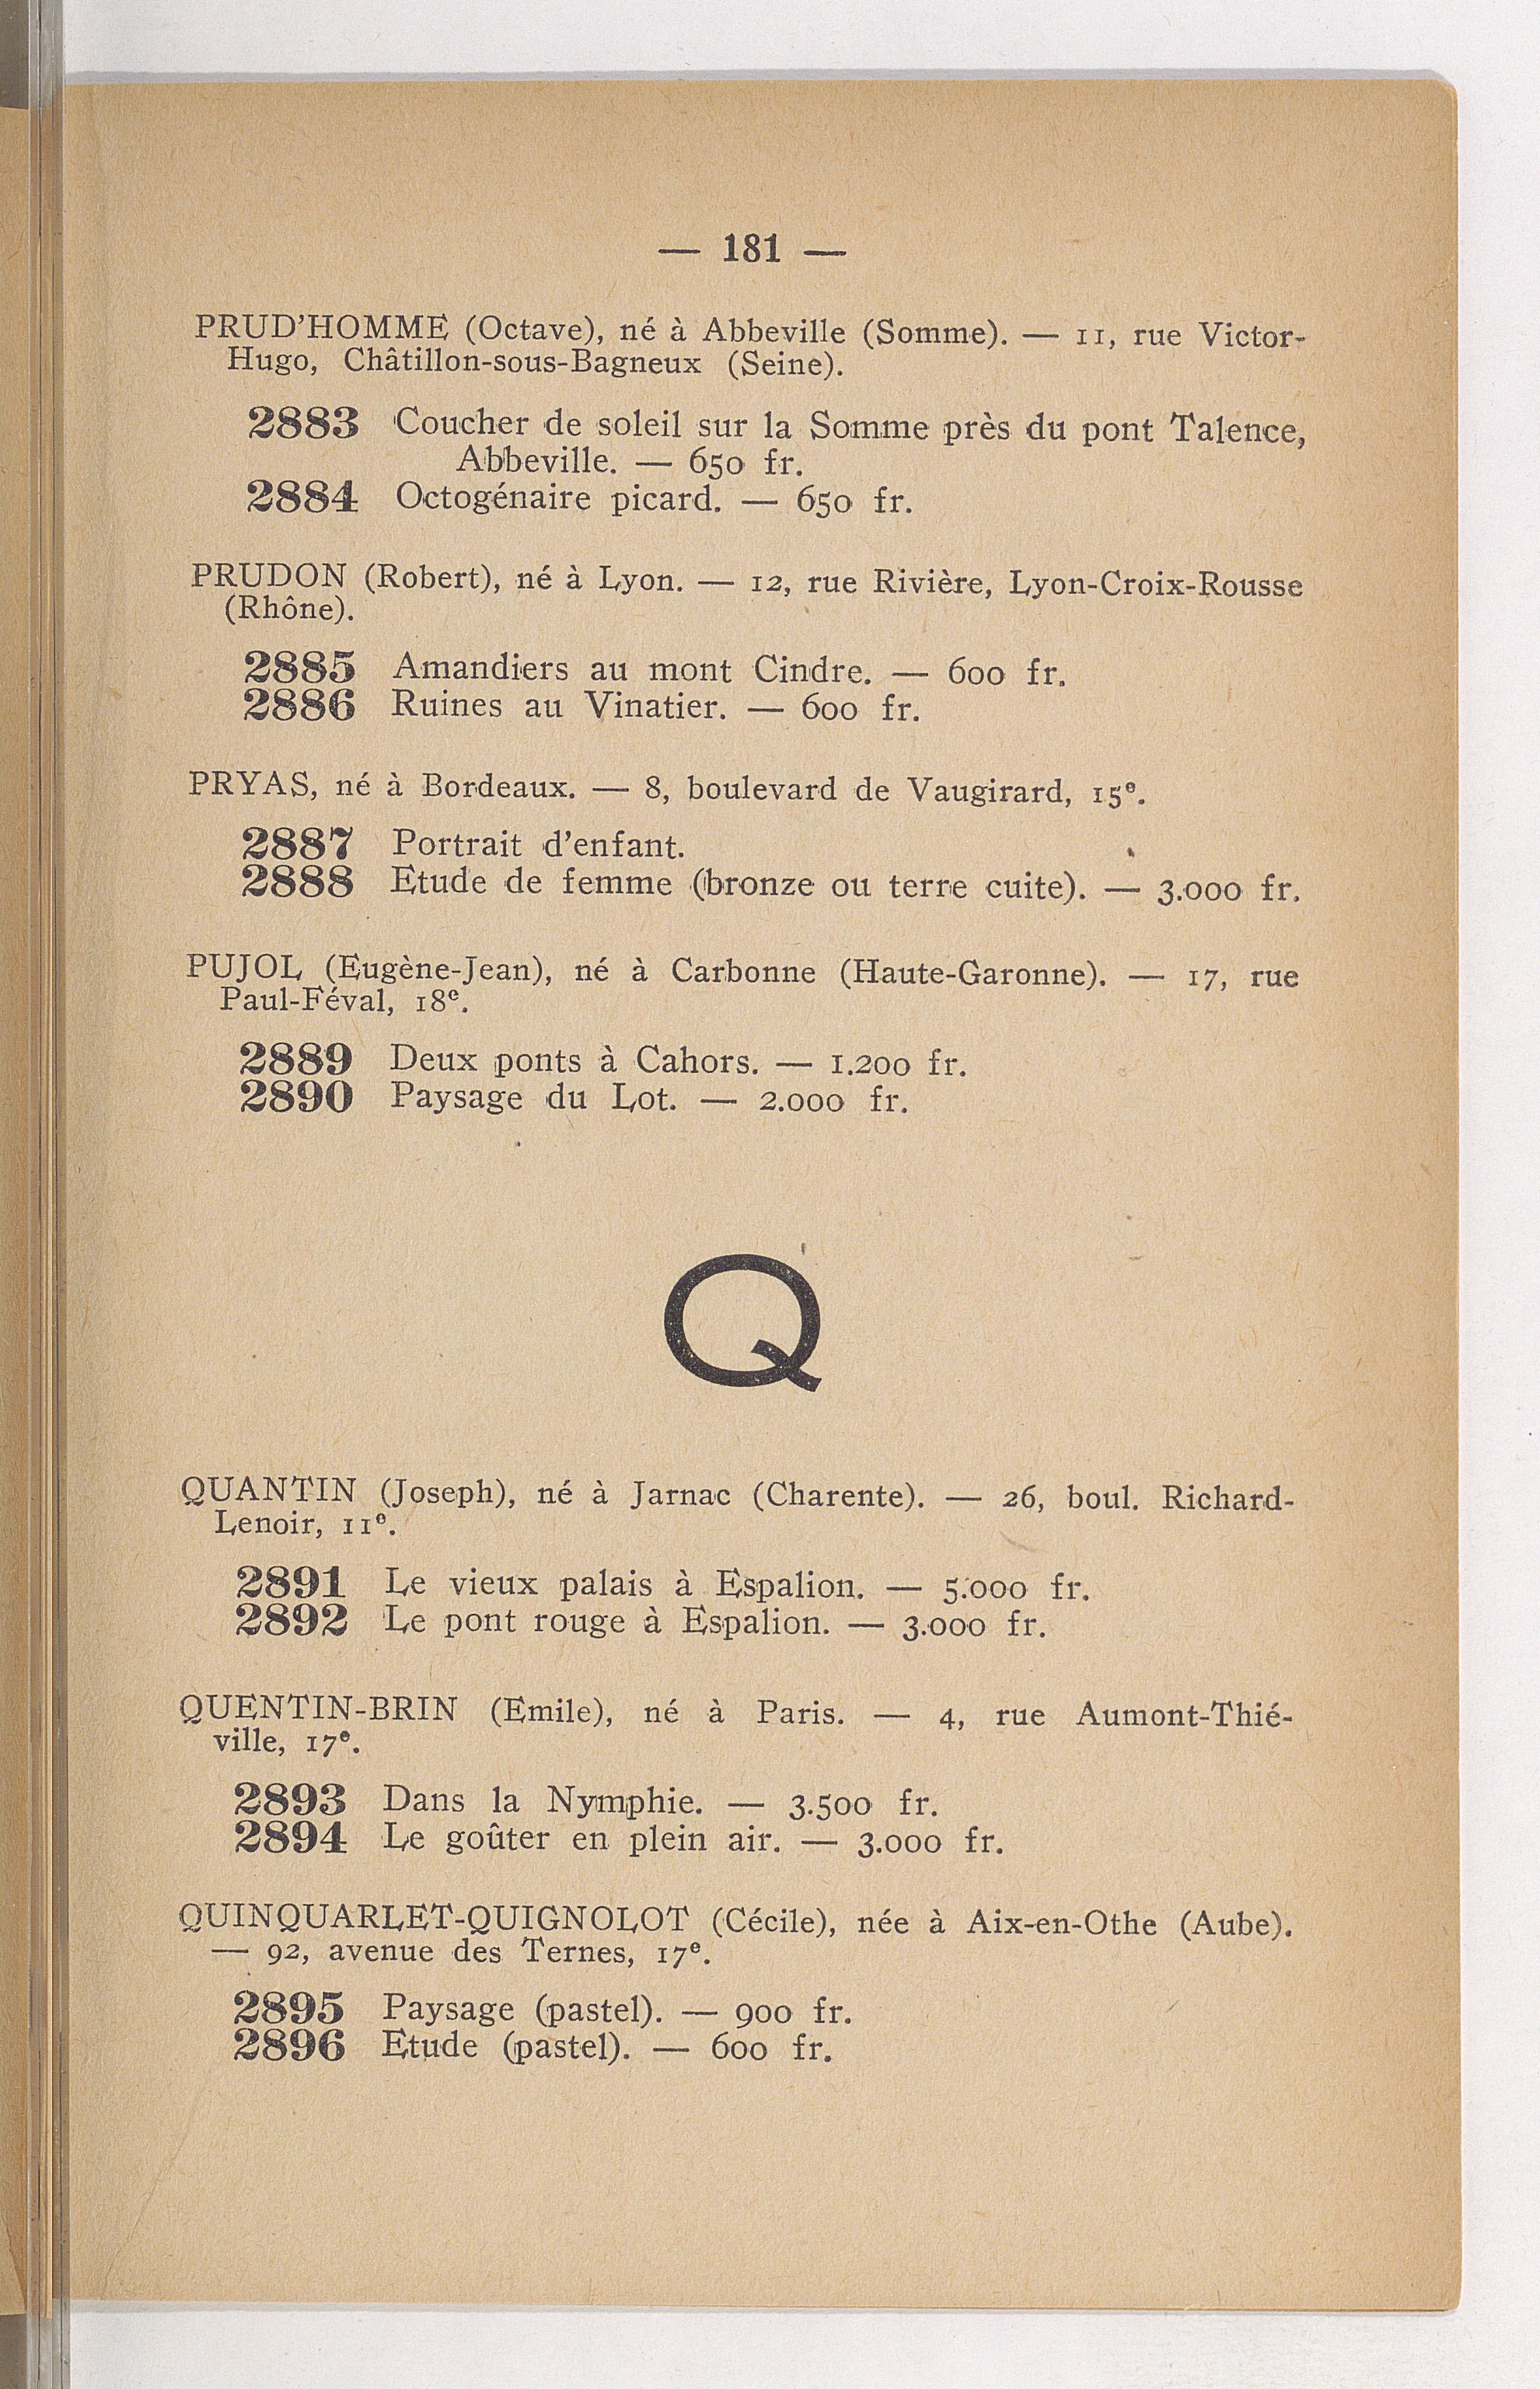 — 181 —
PRUD'HOMME (Octave), né à Abbeville (Somme). — 11, rue Victor-
Hugo, Châtillon-sous-Bagneux (Seine).
2883 Coucher de soleil sur la Somme près du pont Talence,
Abbeville. — 650 fr.
2884 Octogénaire picard. — 650 fr.
PRUDON (Robert), né à Lyon. — 12, rue Rivière, Lyon-Croix-Rousse
(Rhône).
2885 Amandiers au mont Cindre. — 600 fr.
2886 Ruines au Vinatier. — 600 fr.
PRYAS, né à Bordeaux. — 8, boulevard de Vaugirard, 15e.
2887 Portrait d'enfant.
2888 Etude de femme (bronze ou terre cuite). — 3.000 fr.
PUJOL (Eugène-Jean), né à Carbonne (Haute-Garonne). — 17, rue
Paul-Féval, 18e.
2889 Deux ponts à Cahors. — 1.200 fr.
2890 Paysage du Lot. — 2.000 fr.
Q
QUANTIN (Joseph), né à Jarnac (Charente). — 26, boul. Richard-
Lenoir, 11e.
2891 Le vieux palais à Espalion. — 5.000 fr.
2892 Le pont rouge à Espalion. — 3.000 fr.
QUENTIN-BRIN (Emile), né à Paris. — 4, rue Aumont-Thié-
ville, 17e.
2893 Dans la Nymphie. — 3.500 fr.
2894 Le goûter en plein air. — 3.000 fr.
QUINQUARLET-QUIGNOLOT (Cécile), née à Aix-en-Othe (Aube).
— 92, avenue des Ternes, 17e.
2895 Paysage (pastel). — 900 fr.
2896 Etude (pastel). — 600 fr.